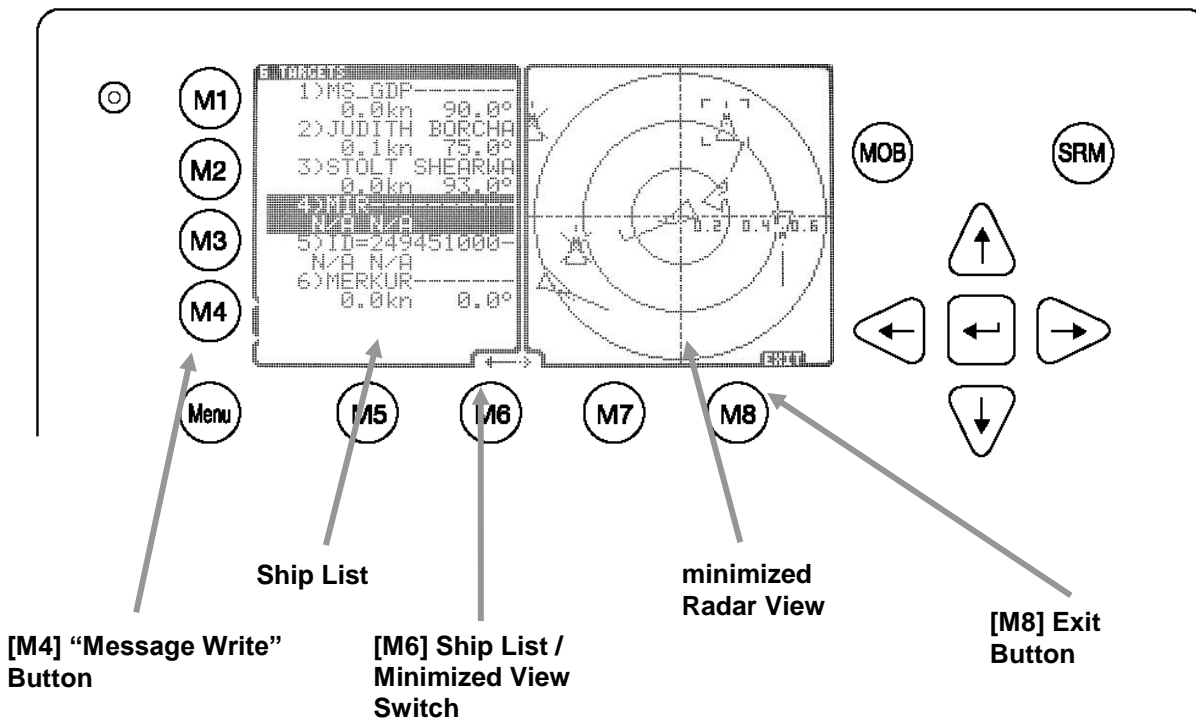 M1
M2
M3
M4
Menu
M5
M6
M7
M8
MOB
SRM
6 TARGETS
1)MS_GDP--------
0.0kn 90.0°
2)JUDITH BORCHA
0.1kn 75.0°
3)STOLT SHEARWA
0.0kn 93.0°
4)MIR-----------
N/A N/A
5)ID=249451000-
N/A N/A
6)MERKUR--------
0.0kn 0.0°
0.2 0.4 0.6
EXIT
Ship List
minimized
Radar View
[M4] “Message Write”
Button
[M6] Ship List /
Minimized View
Switch
[M8] Exit
Button